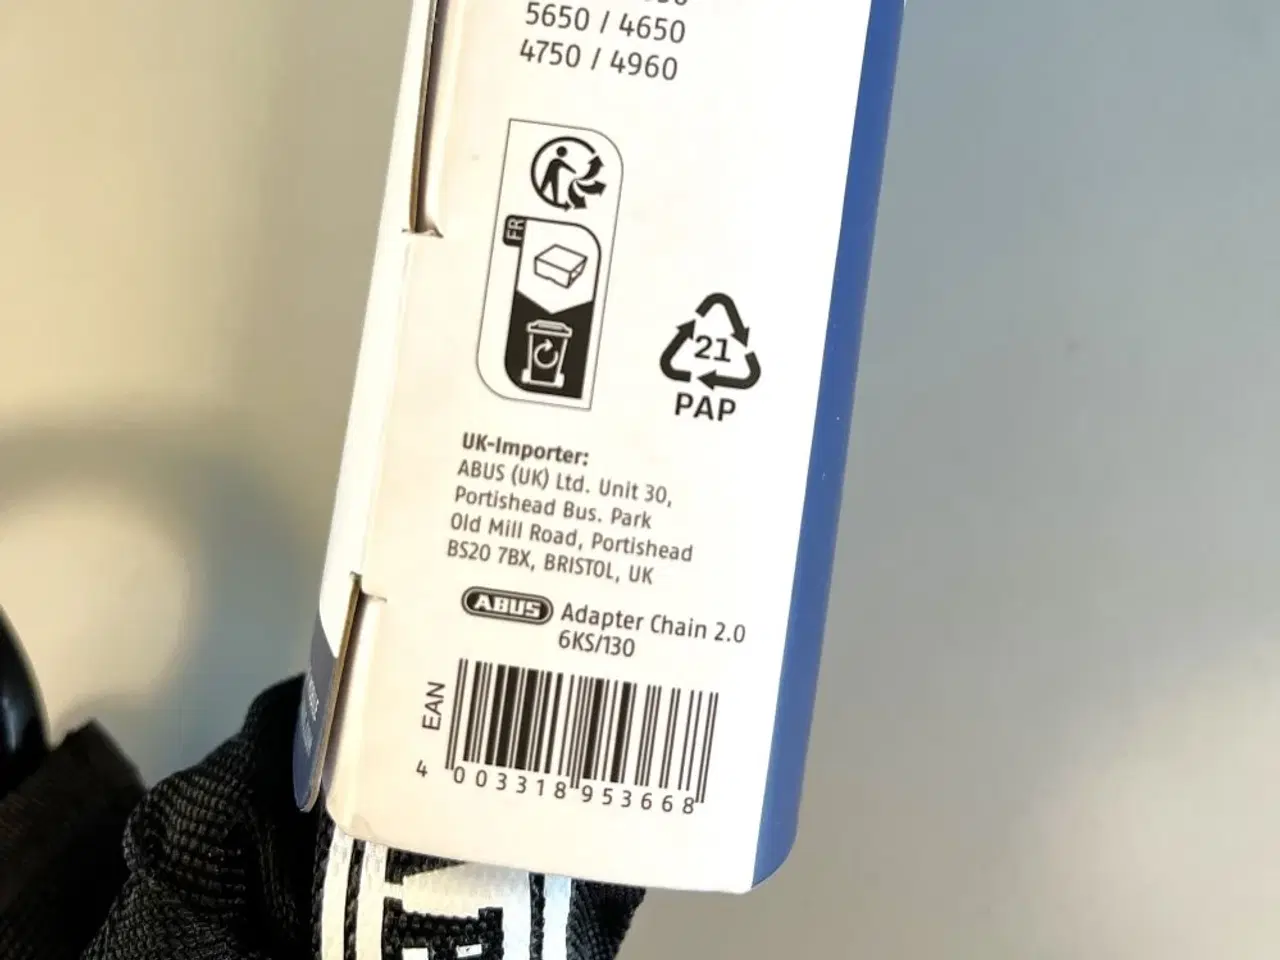 5650 / 4650
4750 / 4960
FR
21
PAP
UK-Importer:
ABUS (UK) Ltd. Unit 30,
Portishead Bus. Park
Old Mill Road, Portishead
BS20 7BX, BRISTOL, UK
ABUS Adapter Chain 2.0
6KS/130
EAN
4 003318 953668